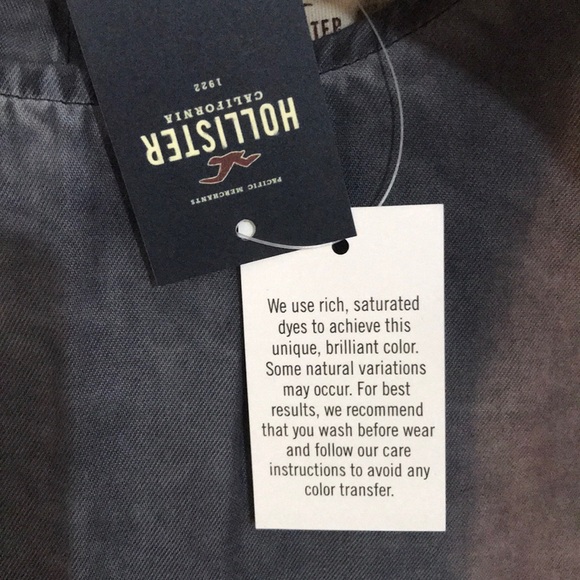 TER
HOLLISTER
CALIFORNIA
1922
PACIFIC MERCHANTS
We use rich, saturated
dyes to achieve this
unique, brilliant color.
Some natural variations
may occur. For best
results, we recommend
that you wash before wear
and follow our care
instructions to avoid any
color transfer.